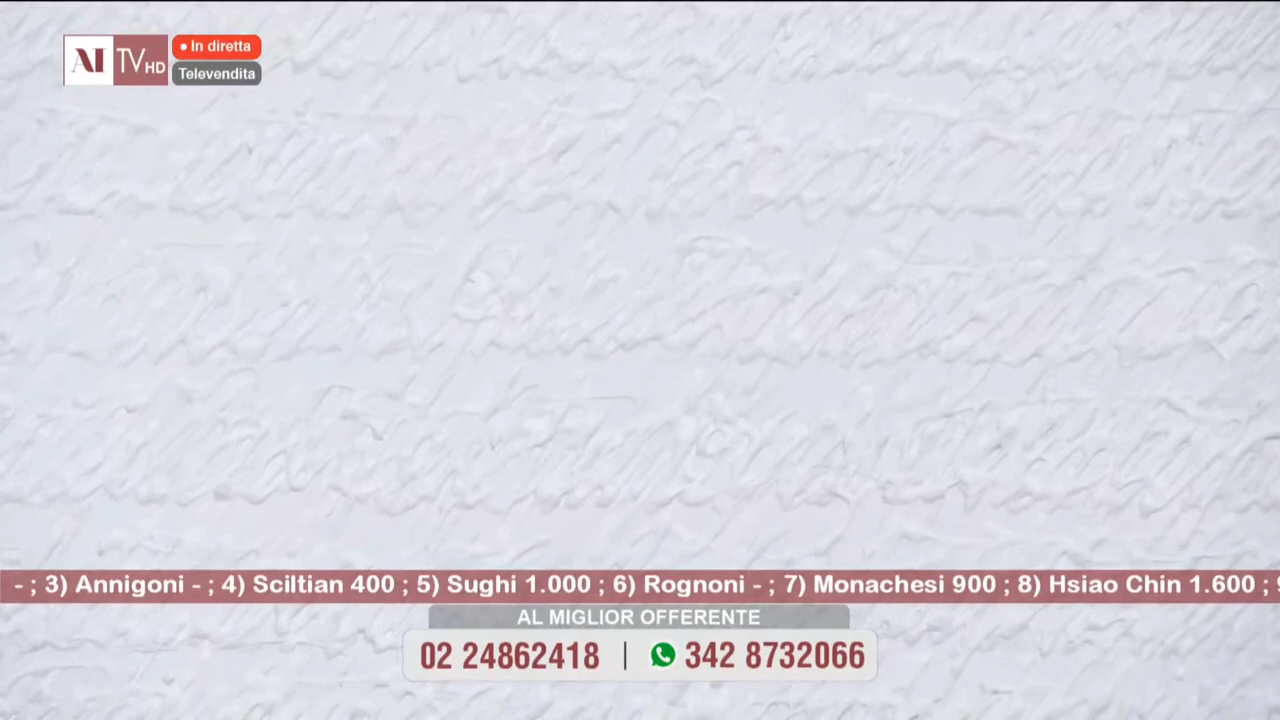 AI TV HD
• In diretta
Televendita
- ; 3) Annigoni - ; 4) Sciltian 400 ; 5) Sughi 1.000 ; 6) Rognoni - ; 7) Monachesi 900 ; 8) Hsiao Chin 1.600 ;
AL MIGLIOR OFFERENTE
02 24862418 | 342 8732066